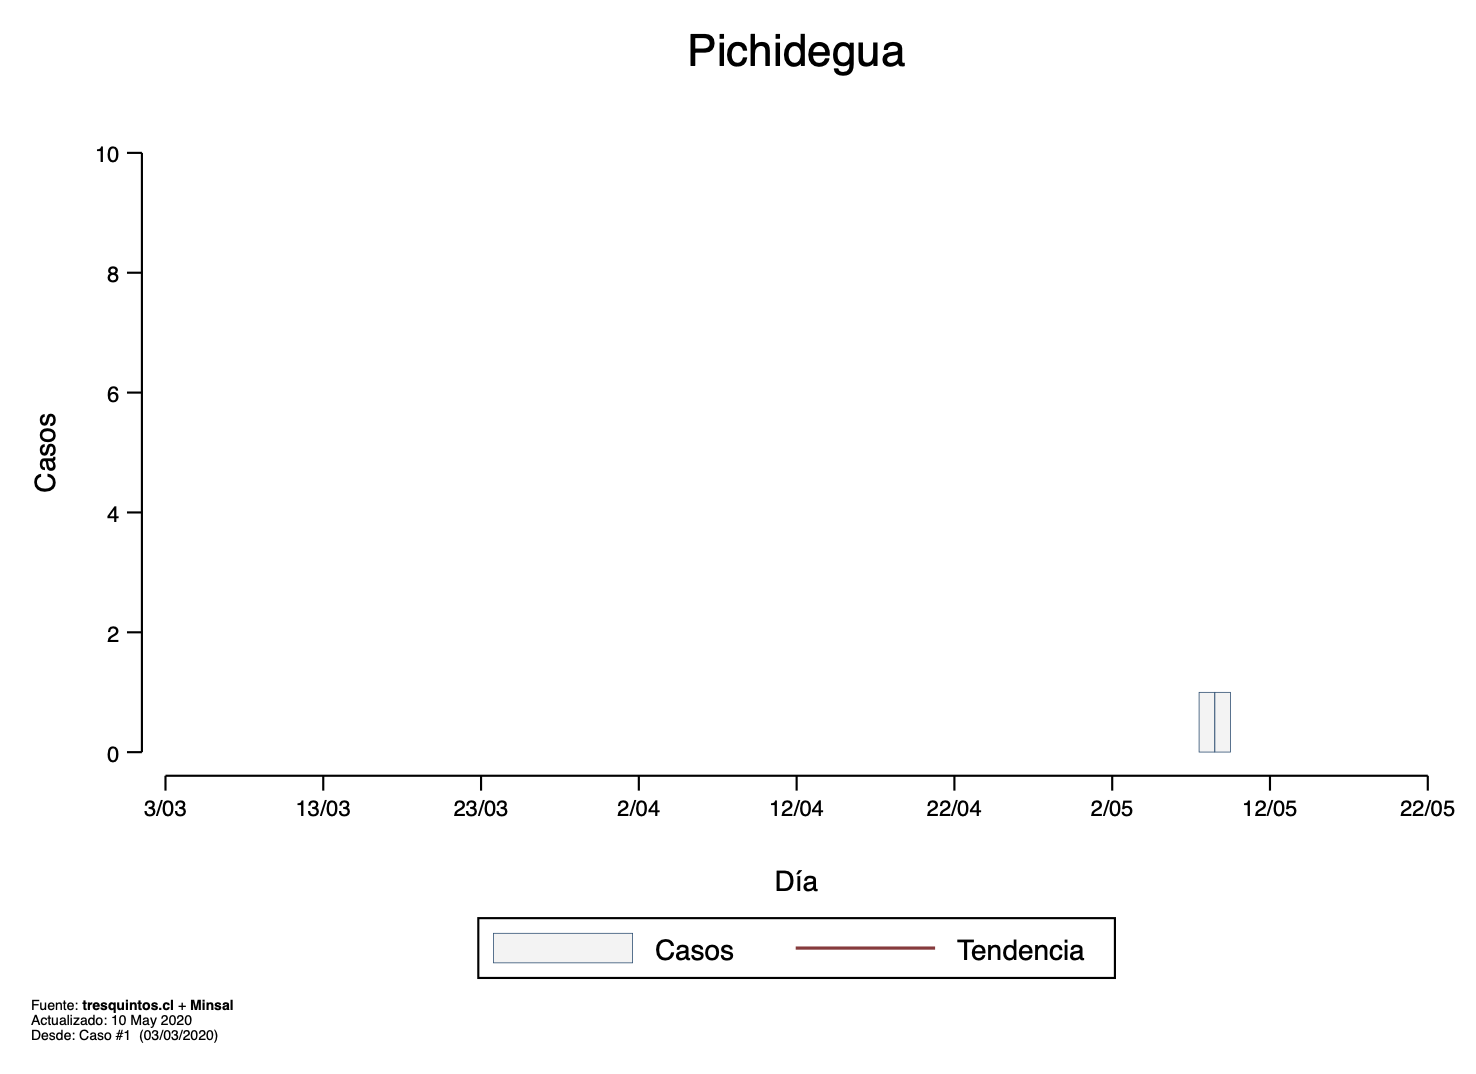 Pichidegua
10
8
6
4
2
0
Casos
3/03 13/03 23/03 2/04 12/04 22/04 2/05 12/05 22/05
Día
Casos Tendencia
Fuente: tresquintos.cl + Minsal
Actualizado: 10 May 2020
Desde: Caso #1 (03/03/2020)